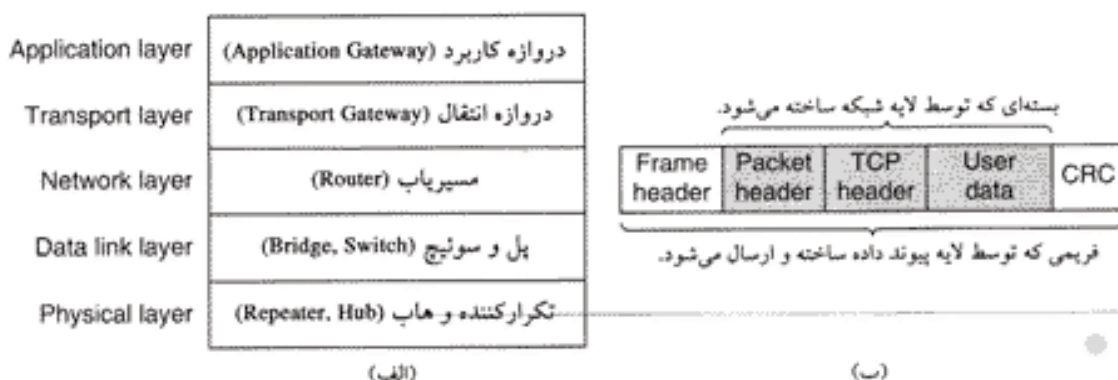 Application layer
دروازه کاربرد (Application Gateway)
Transport layer
دروازه انتقال (Transport Gateway)
Network layer
مسیریاب (Router)
Data link layer
پل و سوئیچ (Bridge, Switch)
Physical layer
تکرارکننده و هاب (Repeater, Hub)
(الف)
بسته‌ای که توسط لایه شبکه ساخته می‌شود.
Frame header
Packet header
TCP header
User data
CRC
فریمی که توسط لایه پیوند داده ساخته و ارسال می‌شود.
(ب)